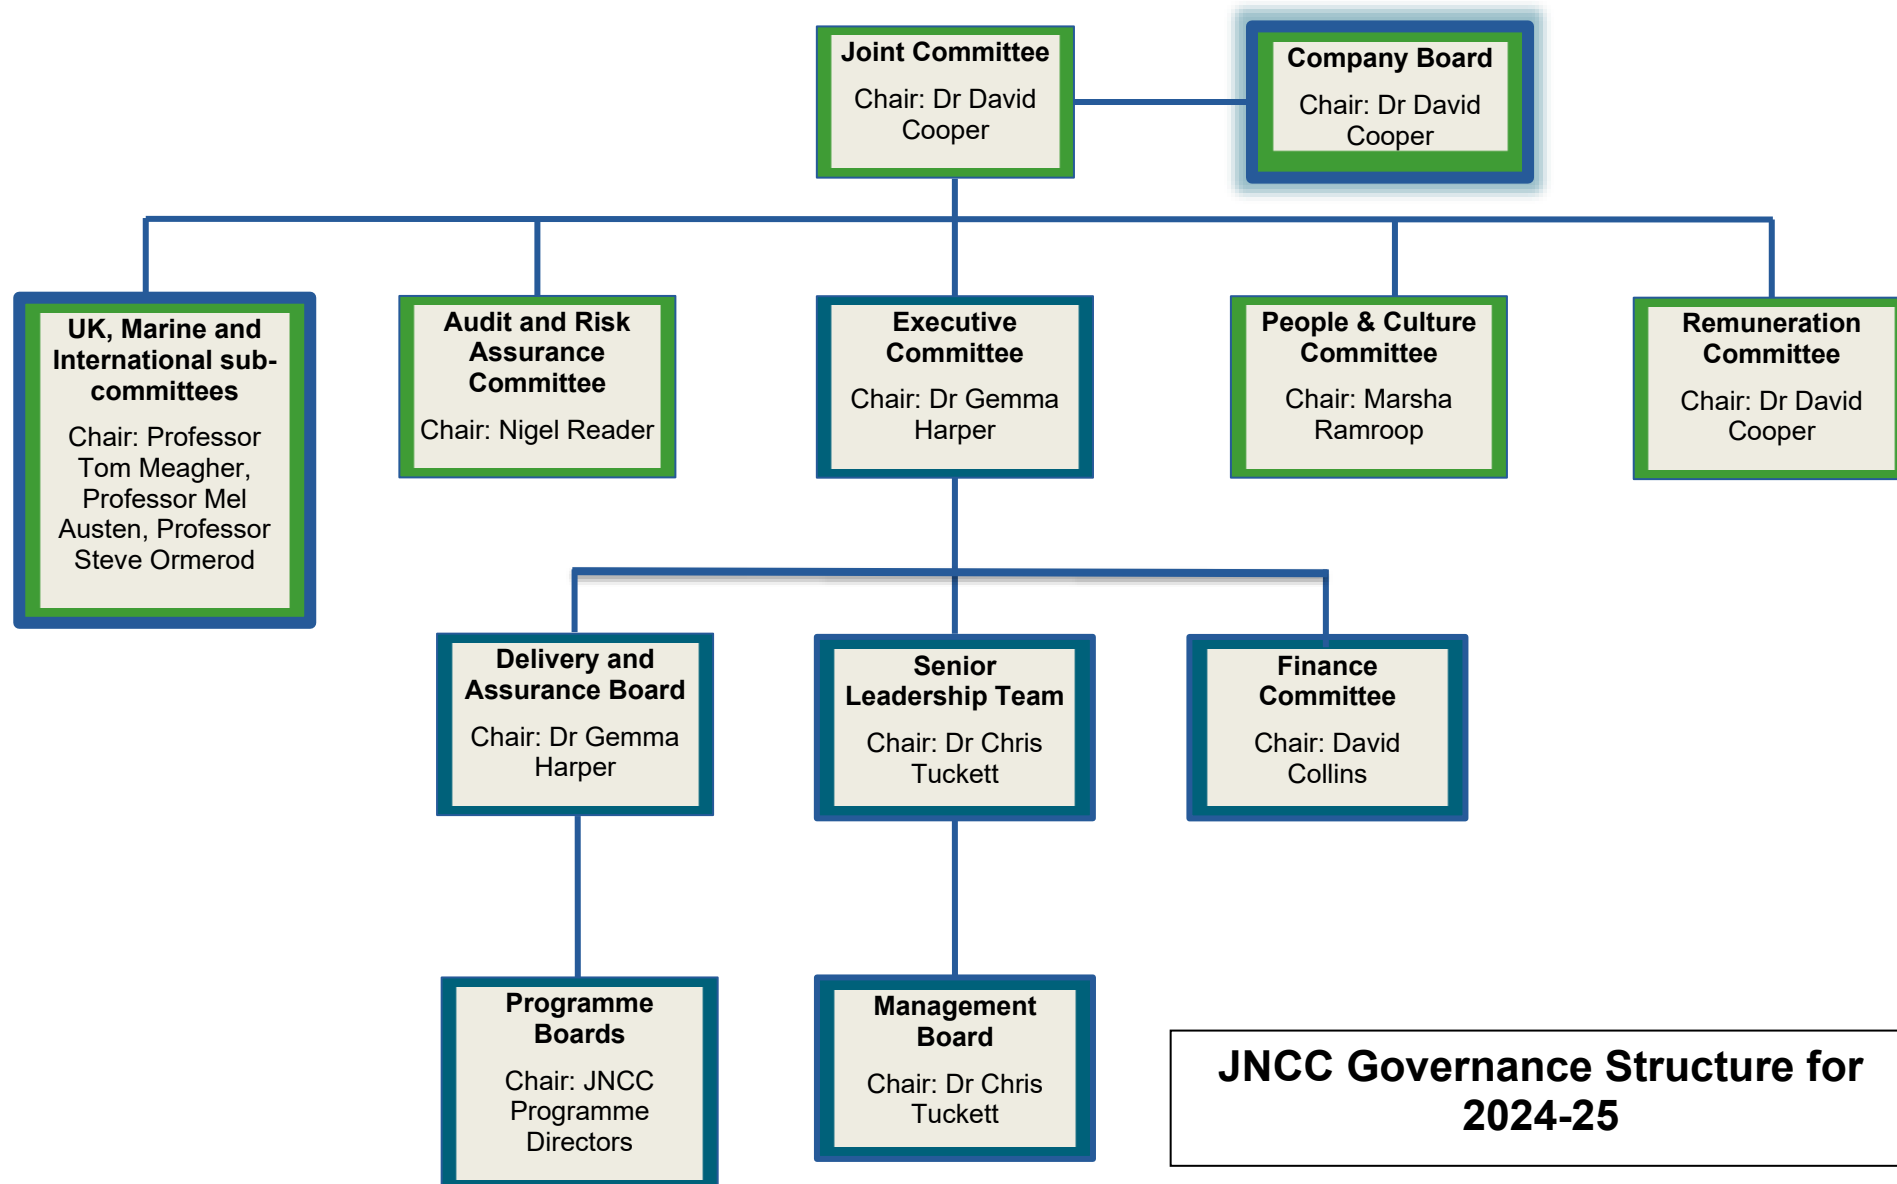 Joint Committee
Chair: Dr David
Cooper
Company Board
Chair: Dr David
Cooper
UK, Marine and
International sub-
committees
Chair: Professor
Tom Meagher,
Professor Mel
Austen, Professor
Steve Ormerod
Audit and Risk
Assurance
Committee
Chair: Nigel Reader
Executive
Committee
Chair: Dr Gemma
Harper
People & Culture
Committee
Chair: Marsha
Ramroop
Remuneration
Committee
Chair: Dr David
Cooper
Delivery and
Assurance Board
Chair: Dr Gemma
Harper
Senior
Leadership Team
Chair: Dr Chris
Tuckett
Finance
Committee
Chair: David
Collins
Programme
Boards
Chair: JNCC
Programme
Directors
Management
Board
Chair: Dr Chris
Tuckett
JNCC Governance Structure for
2024-25